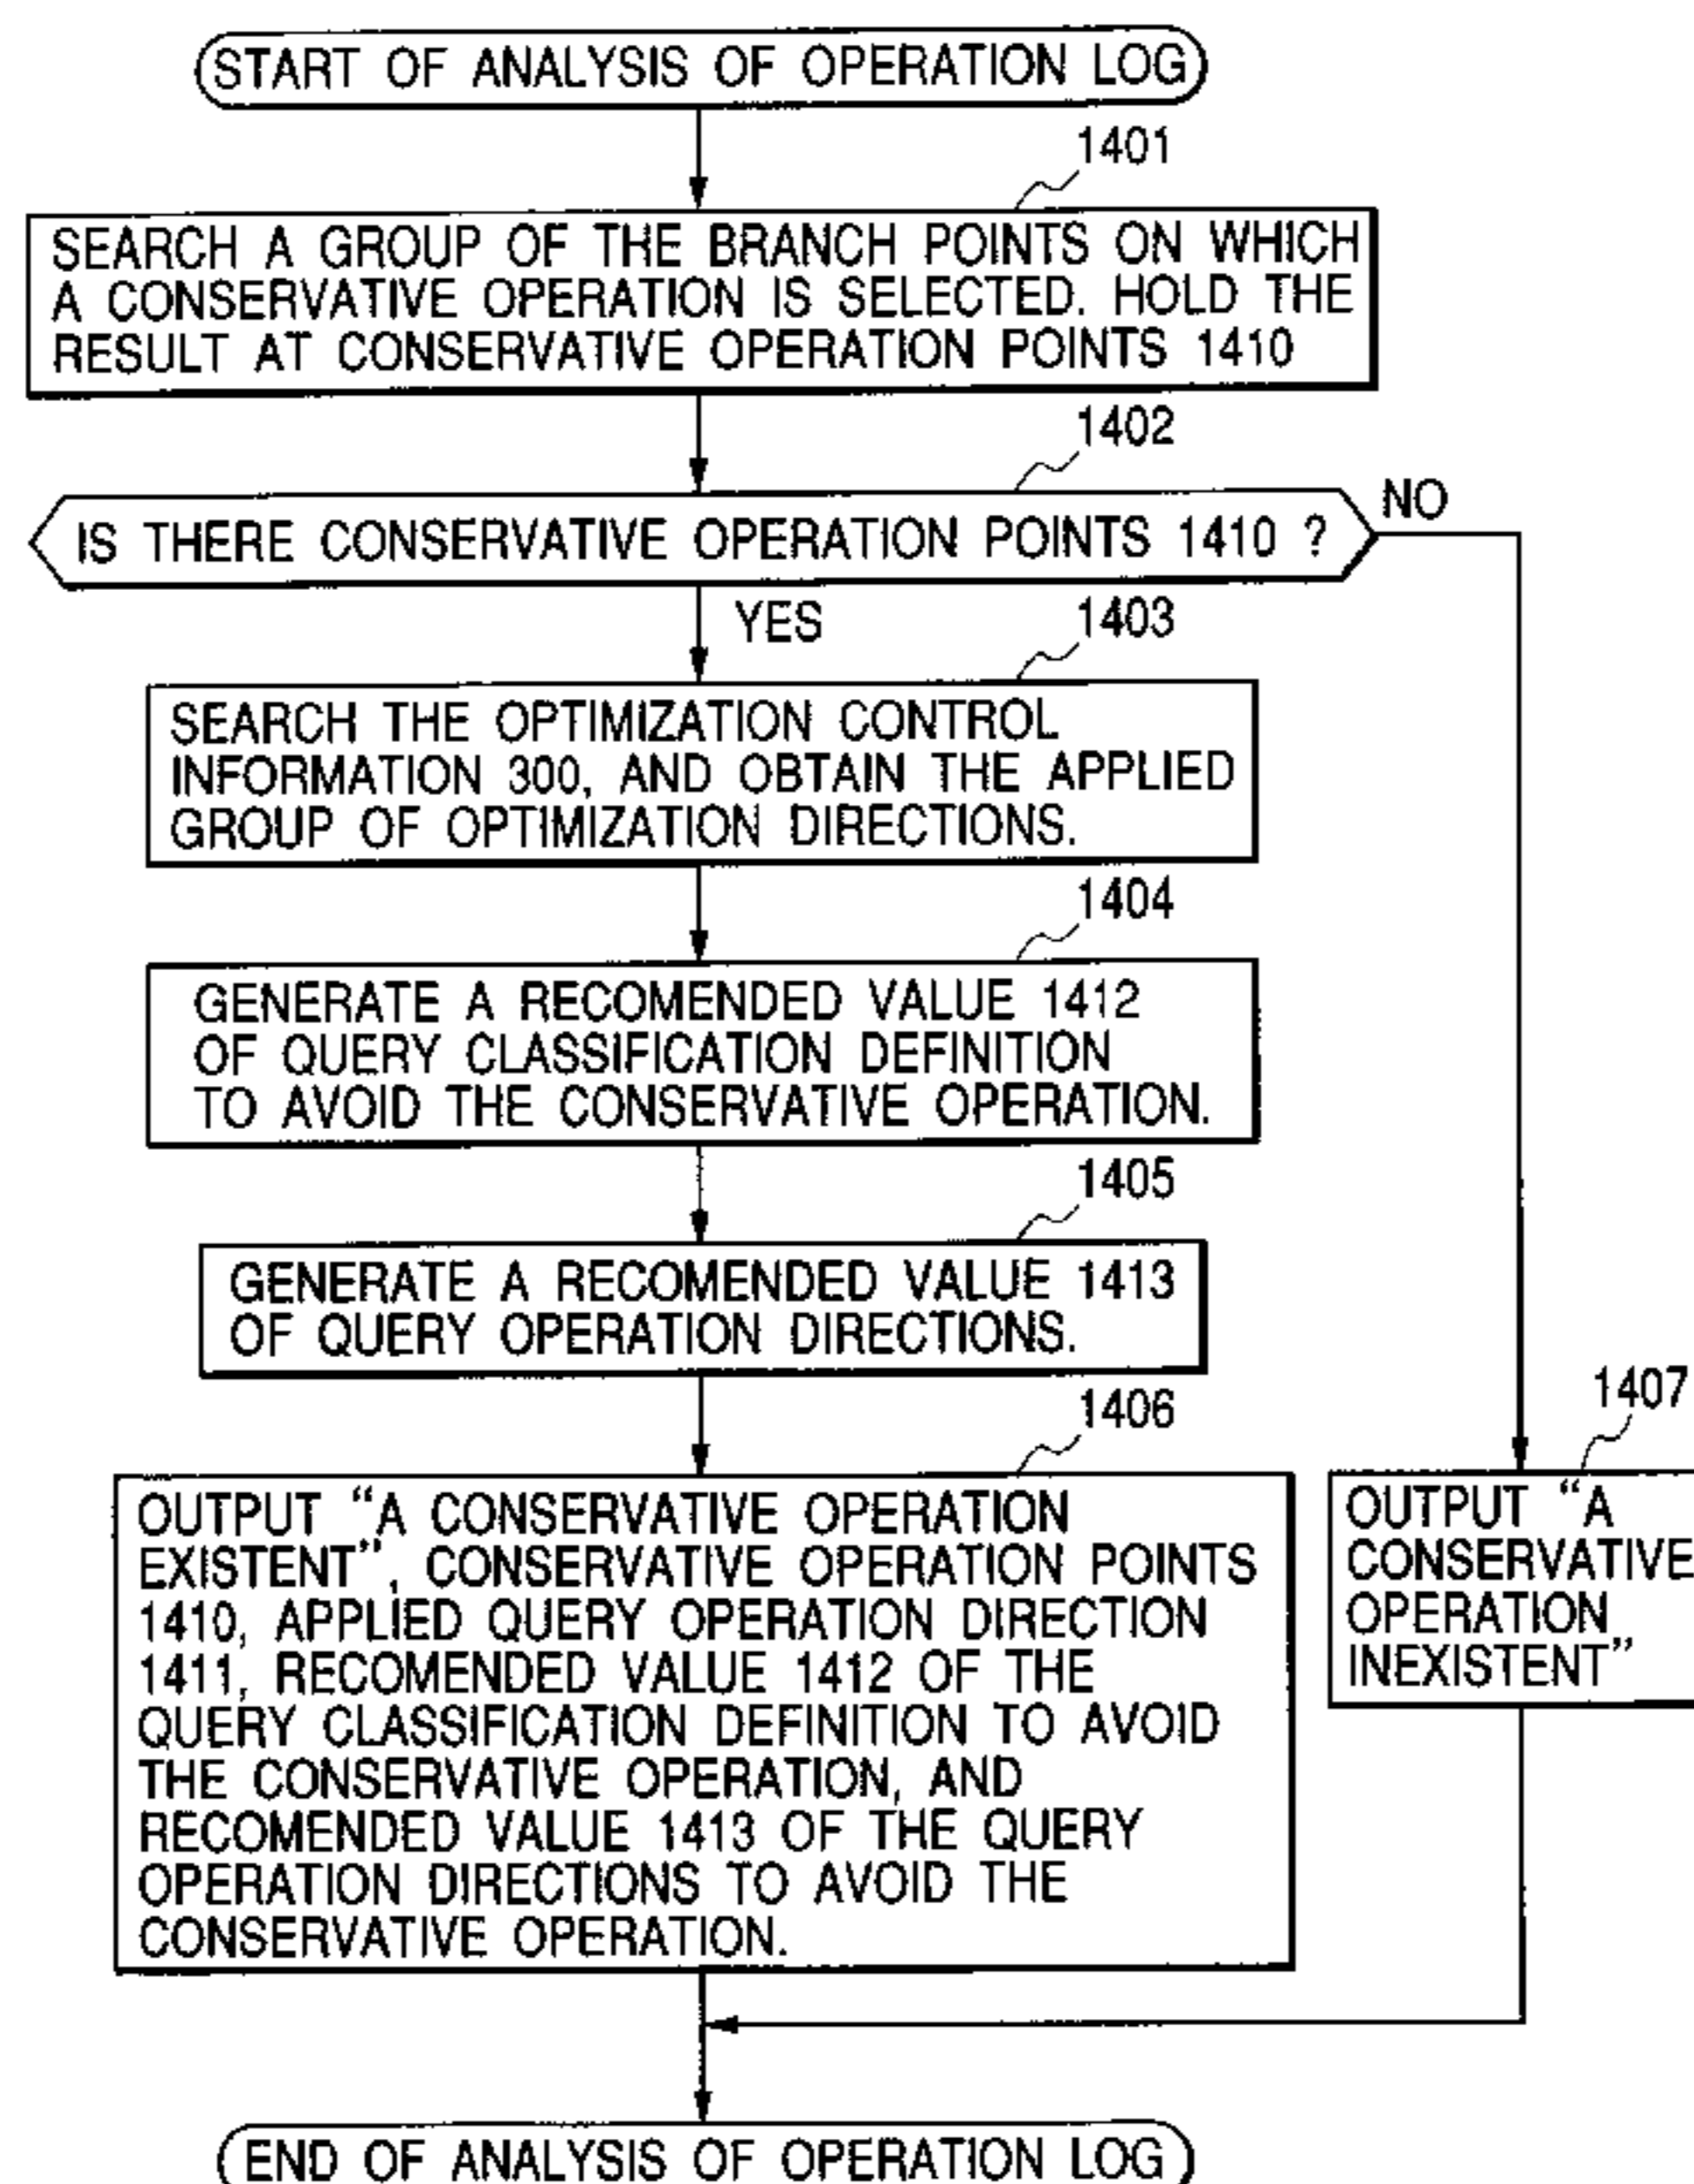 START OF ANALYSIS OF OPERATION LOG
1401
SEARCH A GROUP OF THE BRANCH POINTS ON WHICH
A CONSERVATIVE OPERATION IS SELECTED. HOLD THE
RESULT AT CONSERVATIVE OPERATION POINTS 1410
1402
IS THERE CONSERVATIVE OPERATION POINTS 1410 ?
NO
YES
1403
SEARCH THE OPTIMIZATION CONTROL
INFORMATION 300, AND OBTAIN THE APPLIED
GROUP OF OPTIMIZATION DIRECTIONS.
1404
GENERATE A RECOMENDED VALUE 1412
OF QUERY CLASSIFICATION DEFINITION
TO AVOID THE CONSERVATIVE OPERATION.
1405
GENERATE A RECOMENDED VALUE 1413
OF QUERY OPERATION DIRECTIONS.
1406
OUTPUT “A CONSERVATIVE OPERATION
EXISTENT”, CONSERVATIVE OPERATION POINTS
1410, APPLIED QUERY OPERATION DIRECTION
1411, RECOMENDED VALUE 1412 OF THE
QUERY CLASSIFICATION DEFINITION TO AVOID
THE CONSERVATIVE OPERATION, AND
RECOMENDED VALUE 1413 OF THE QUERY
OPERATION DIRECTIONS TO AVOID THE
CONSERVATIVE OPERATION.
1407
OUTPUT “A
CONSERVATIVE
OPERATION
INEXISTENT”
END OF ANALYSIS OF OPERATION LOG